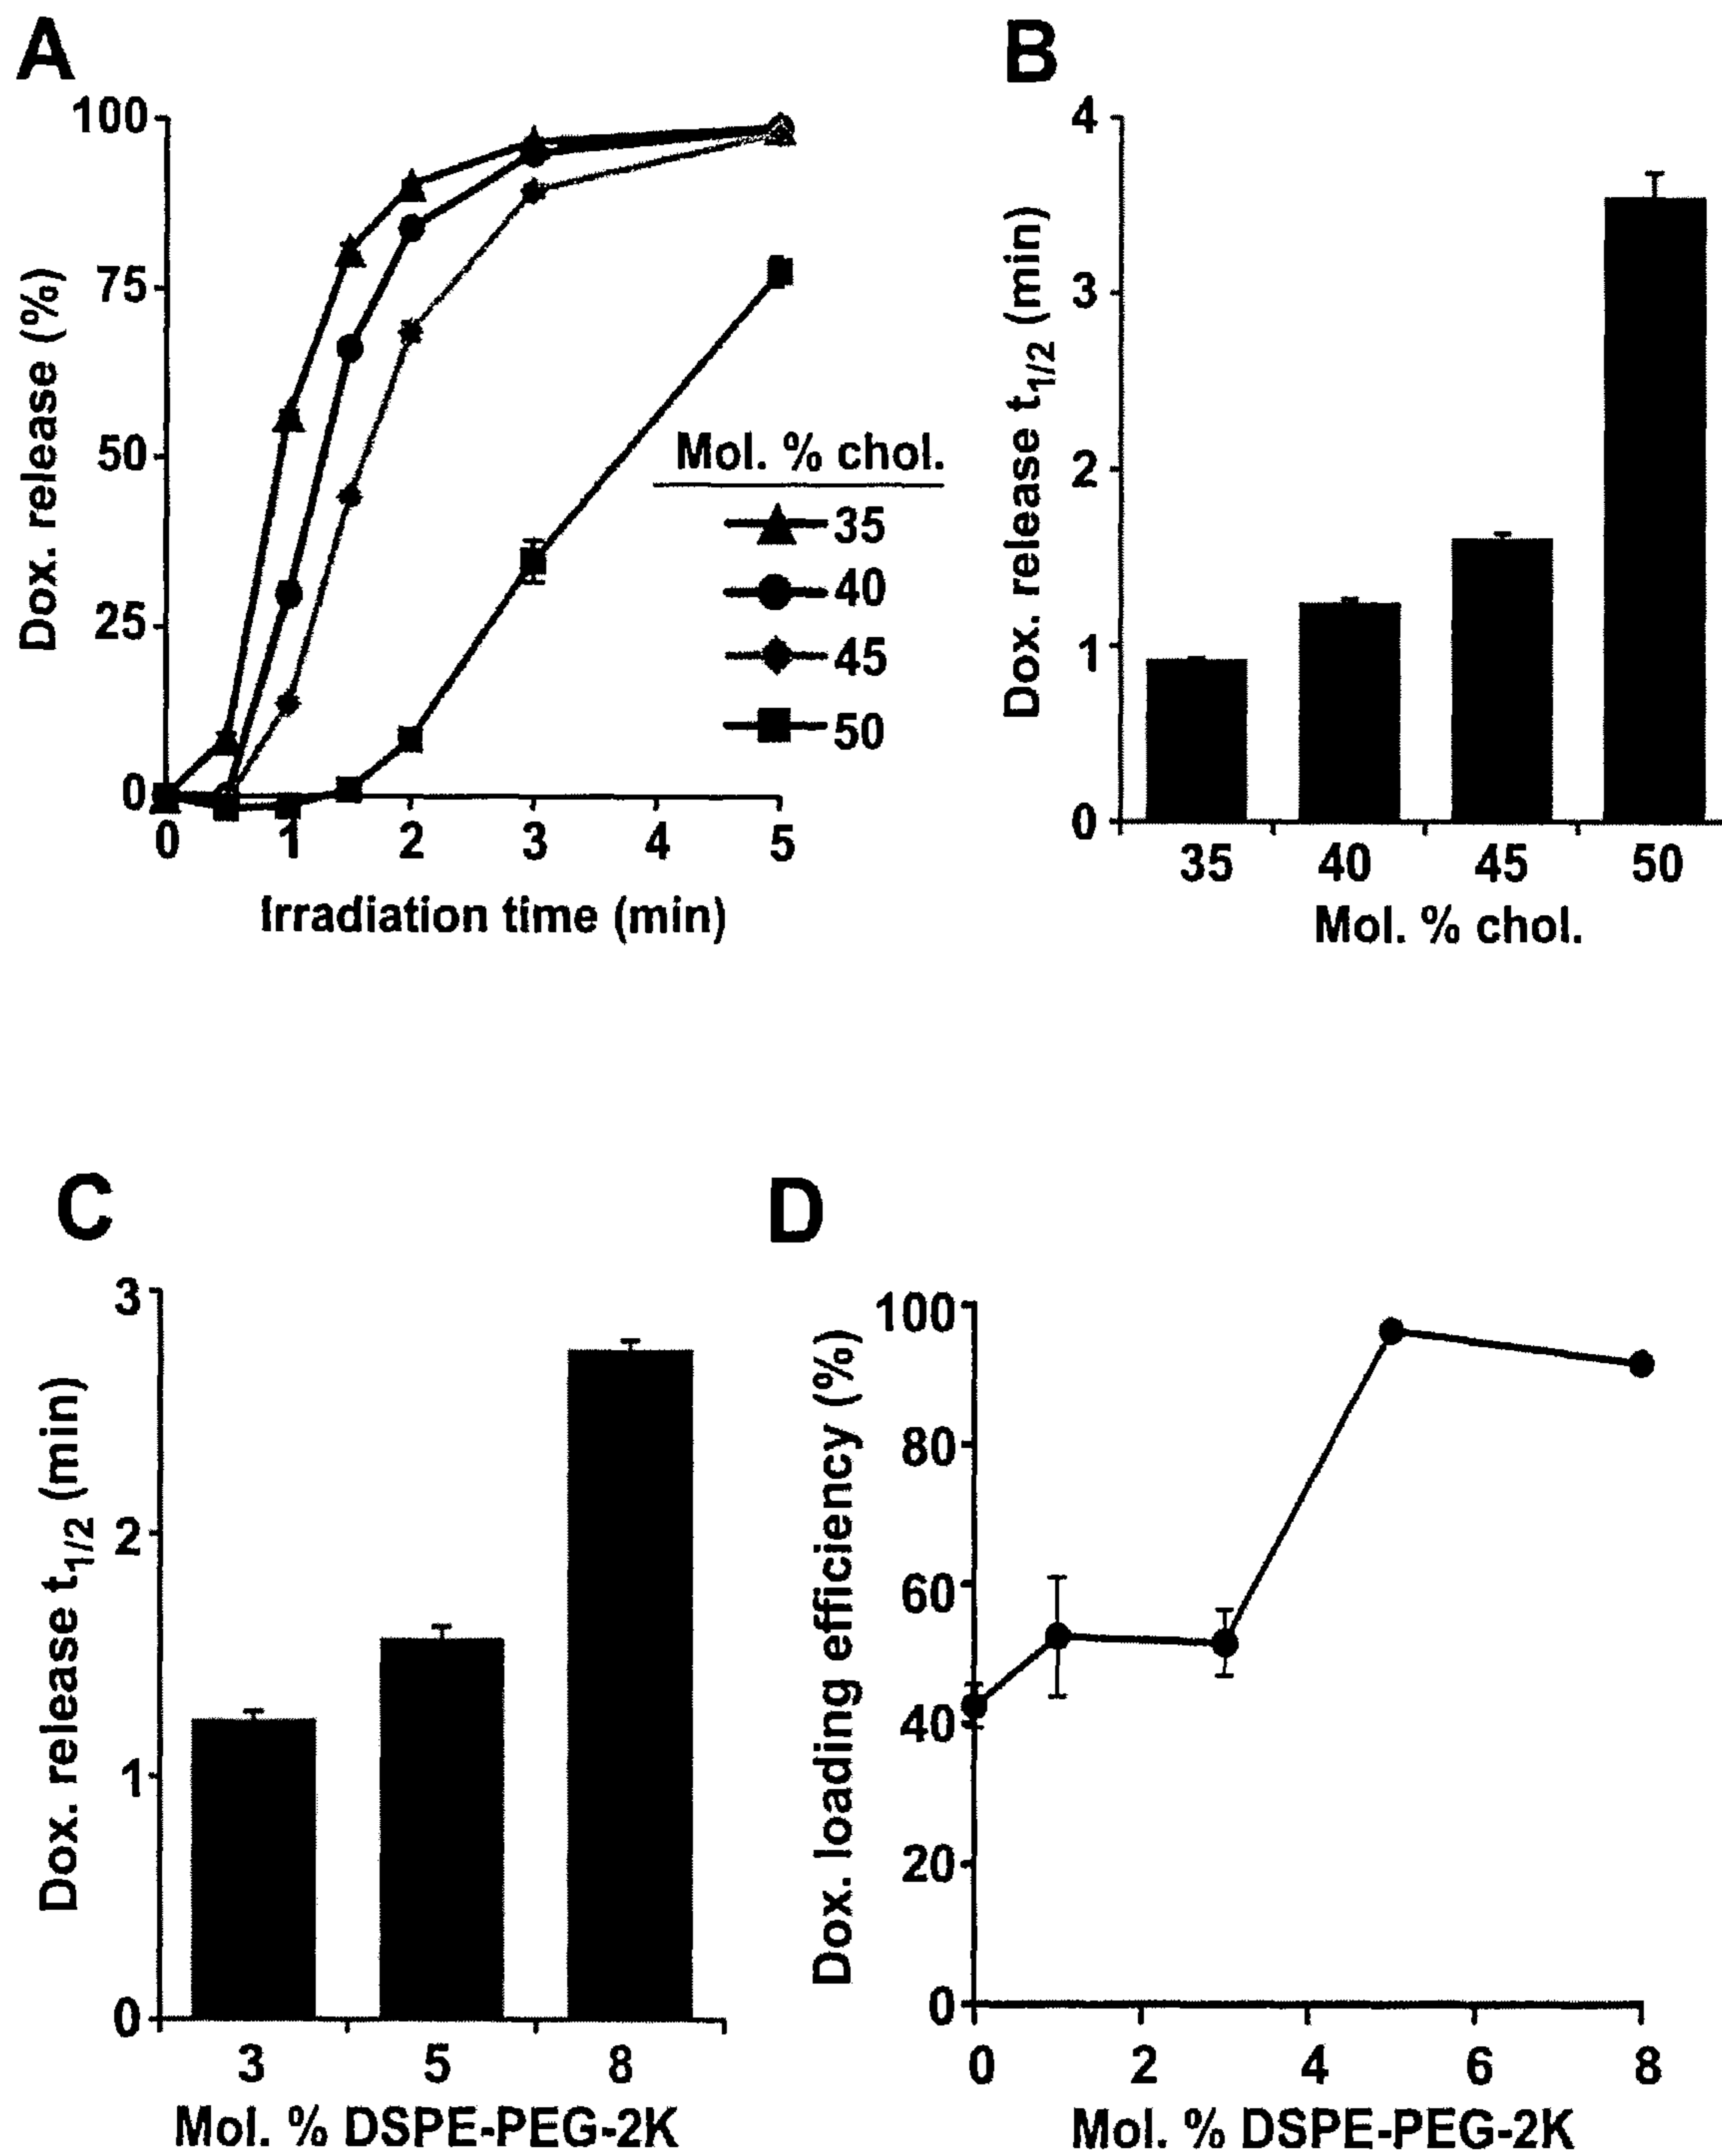 A
100
75
50
25
0
Dox. release (%)
0 1 2 3 4 5
Irradiation time (min)
Mol. % chol.
35
40
45
50
B
4
3
2
1
0
Dox. release t1/2 (min)
35 40 45 50
Mol. % chol.
C
3
2
1
0
Dox. release t1/2 (min)
3 5 8
Mol. % DSPE-PEG-2K
D
100
80
60
40
20
0
Dox. loading efficiency (%)
0 2 4 6 8
Mol. % DSPE-PEG-2K